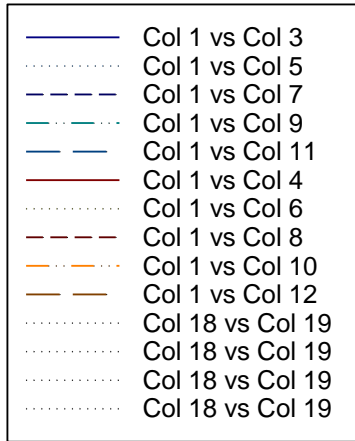 Col 1 vs Col 3
Col 1 vs Col 5
Col 1 vs Col 7
Col 1 vs Col 9
Col 1 vs Col 11
Col 1 vs Col 4
Col 1 vs Col 6
Col 1 vs Col 8
Col 1 vs Col 10
Col 1 vs Col 12
Col 18 vs Col 19
Col 18 vs Col 19
Col 18 vs Col 19
Col 18 vs Col 19